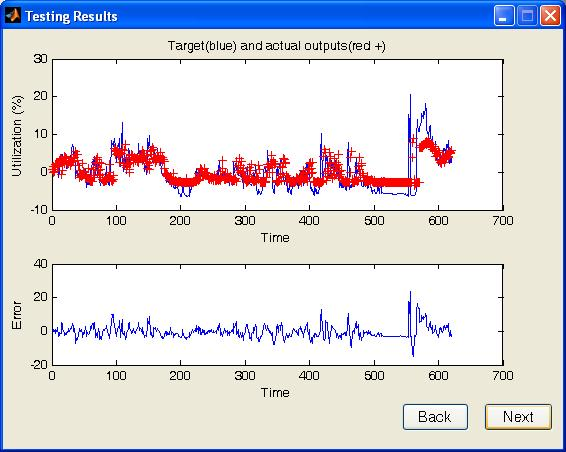 Testing Results
Target(blue) and actual outputs(red +)
30
20
10
0
-10
Utilization (%)
0 100 200 300 400 500 600 700
Time
40
20
0
-20
Error
0 100 200 300 400 500 600 700
Time
Back Next